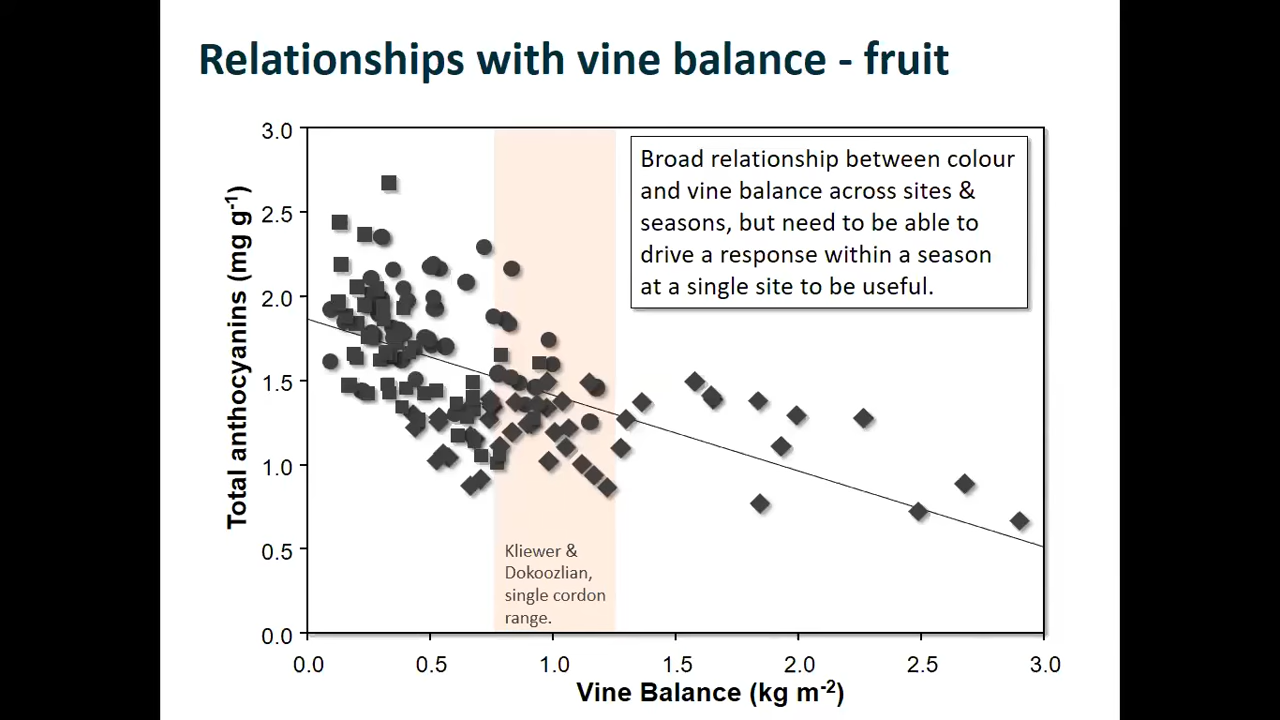 Relationships with vine balance - fruit
3.0
2.5
2.0
1.5
1.0
0.5
0.0
Total anthocyanins (mg g-1)
Broad relationship between colour
and vine balance across sites &
seasons, but need to be able to
drive a response within a season
at a single site to be useful.
Kliewer &
Dokoozlian,
single cordon
range.
0.0 0.5 1.0 1.5 2.0 2.5 3.0
Vine Balance (kg m-2)